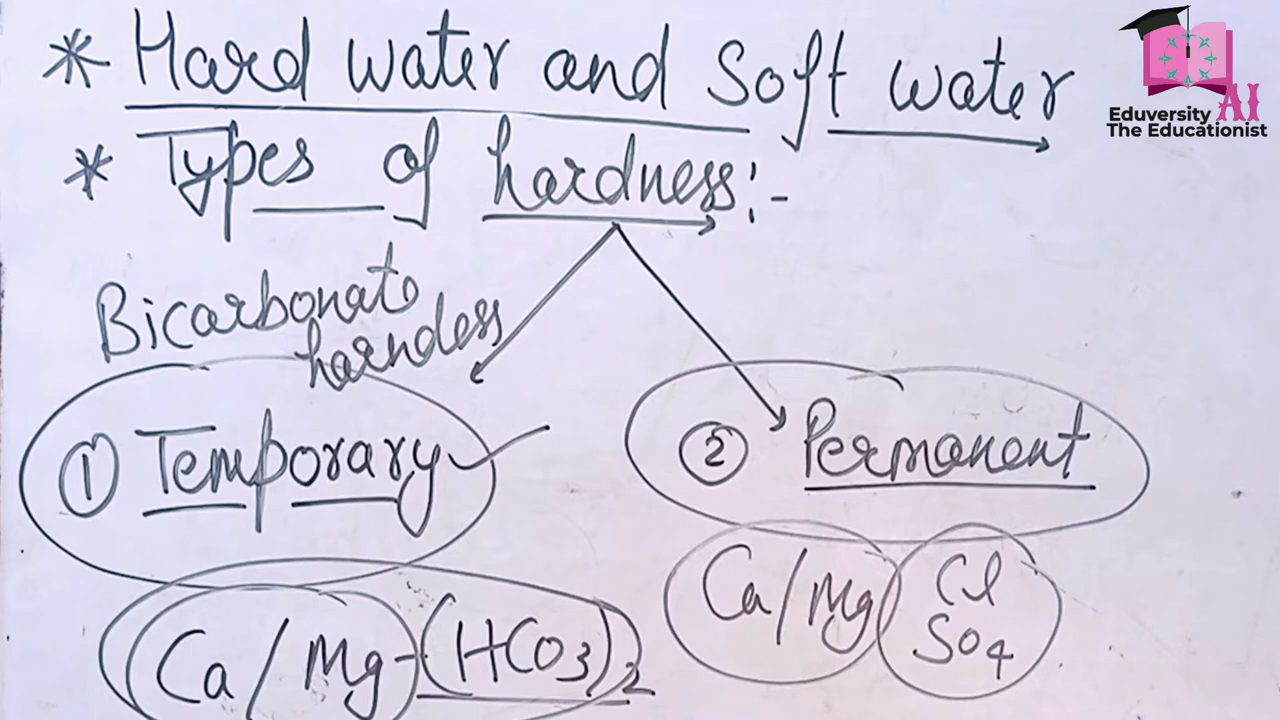 * Hard water and Soft water
* Types of hardness:-
Bicarbonate
harndess
① Temporary
② Permanent
Ca/Mg-(HCO3)2
Ca/Mg
Cl
SO4
Eduversity AI
The Educationist